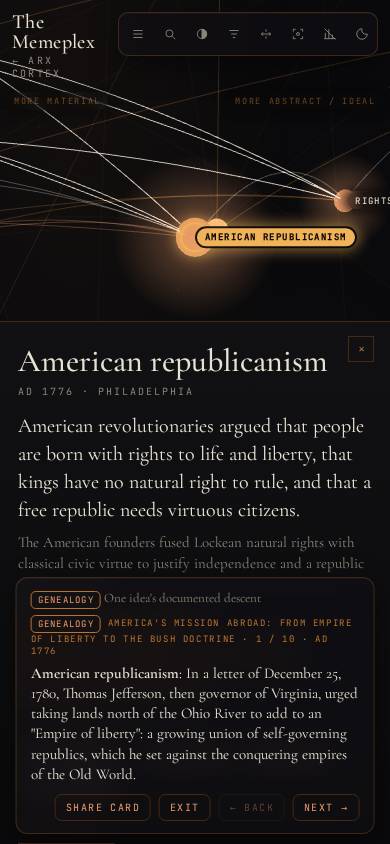 The
Memeplex
← ARX
CORTEX
MORE MATERIAL
MORE ABSTRACT / IDEAL
RIGHTS
AMERICAN REPUBLICANISM
American republicanism
×
AD 1776 · PHILADELPHIA
American revolutionaries argued that people
are born with rights to life and liberty, that
kings have no natural right to rule, and that a
free republic needs virtuous citizens.
The American founders fused Lockean natural rights with
classical civic virtue to justify independence and a republic
GENEALOGY One idea's documented descent
GENEALOGY AMERICA'S MISSION ABROAD: FROM EMPIRE
OF LIBERTY TO THE BUSH DOCTRINE · 1 / 10 · AD
1776
American republicanism: In a letter of December 25,
1780, Thomas Jefferson, then governor of Virginia, urged
taking lands north of the Ohio River to add to an
"Empire of liberty": a growing union of self-governing
republics, which he set against the conquering empires
of the Old World.
SHARE CARD
EXIT
← BACK
NEXT →